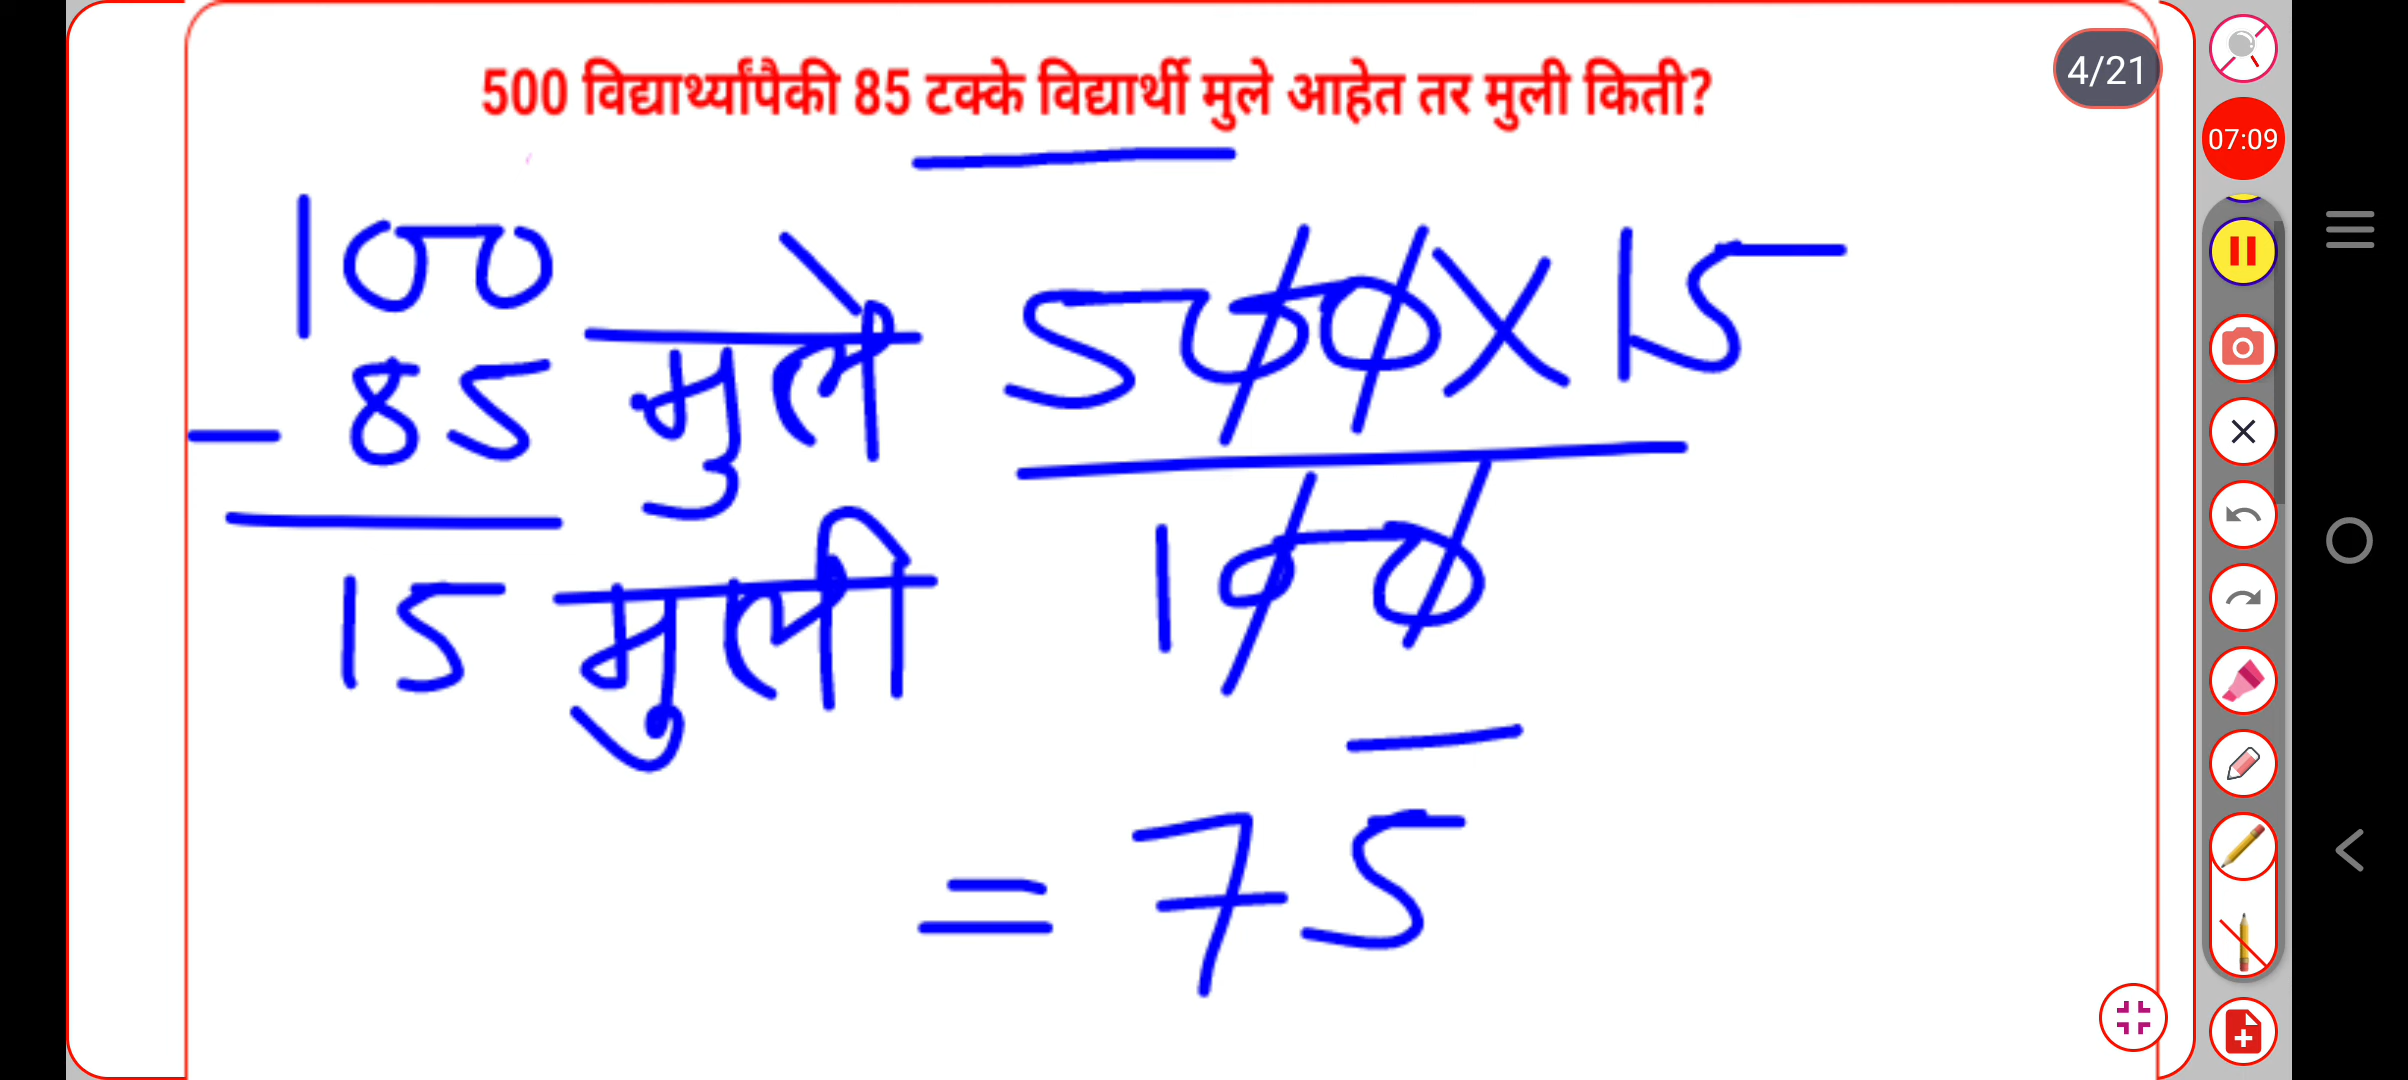 500 विद्यार्थ्यांपैकी 85 टक्के विद्यार्थी मुले आहेत तर मुली किती?
4/21
07:09
100
- 85 मुले
15 मुली
500 X 15
100
= 75